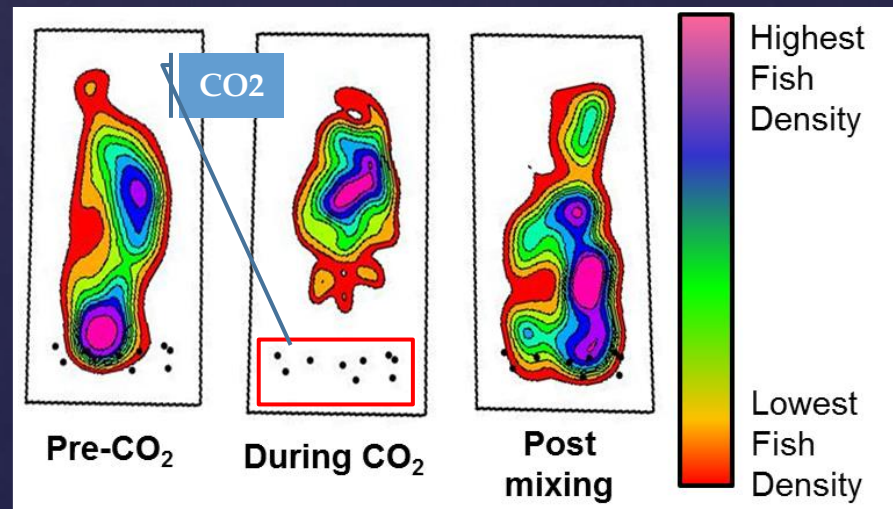 CO2
Pre-CO₂
During CO₂
Post
mixing
Highest
Fish
Density
Lowest
Fish
Density